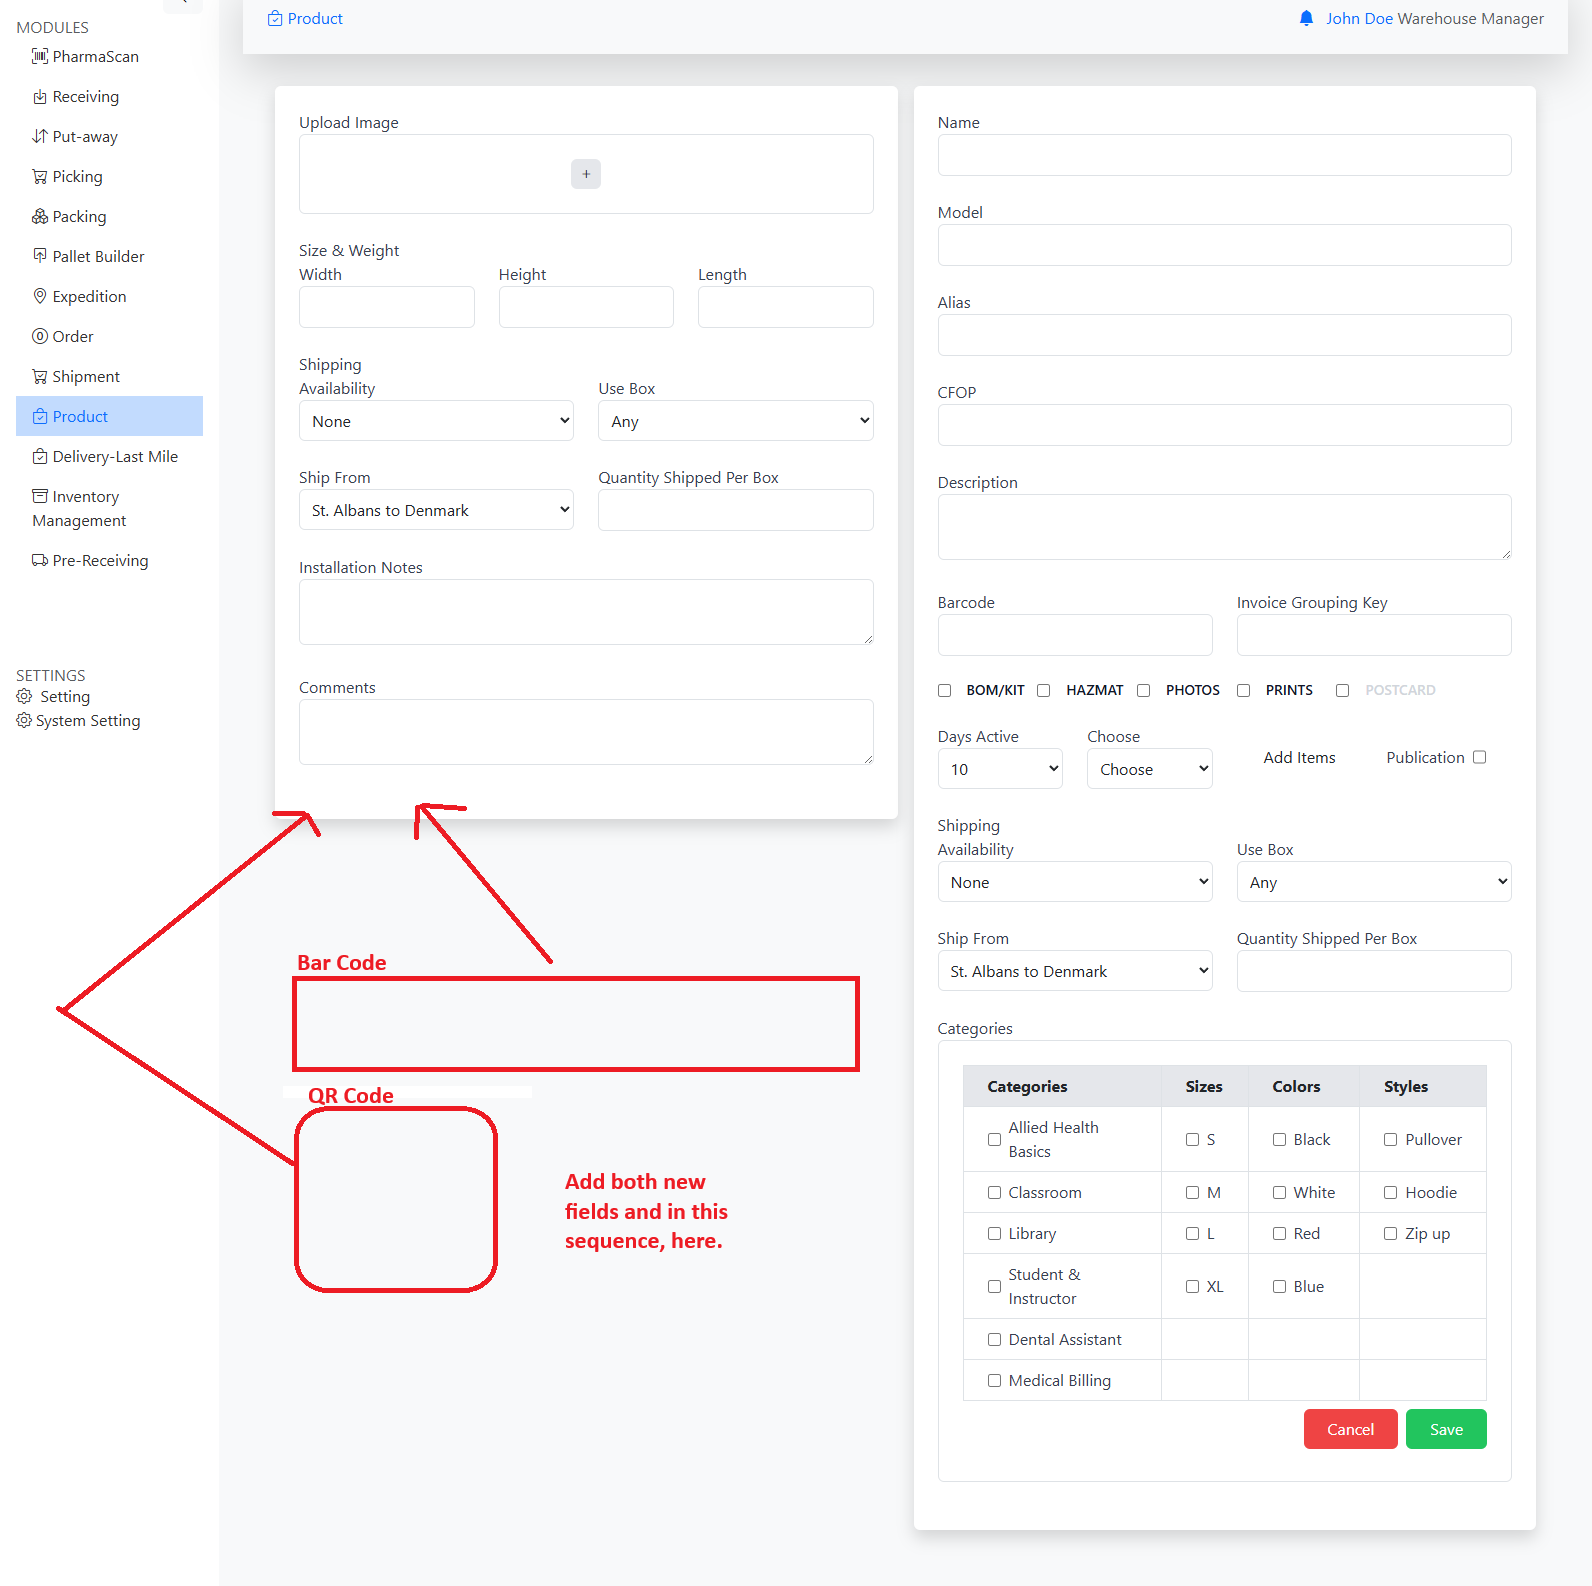 MODULES
PharmaScan
Receiving
Put-away
Picking
Packing
Pallet Builder
Expedition
Order
Shipment
Product
Delivery-Last Mile
Inventory
Management
Pre-Receiving
SETTINGS
Setting
System Setting
Product
John Doe Warehouse Manager
Upload Image
+
Size & Weight
Width Height Length
Shipping
Availability Use Box
None Any
Ship From Quantity Shipped Per Box
St. Albans to Denmark
Installation Notes
Comments
Bar Code
QR Code
Add both new
fields and in this
sequence, here.
Name
Model
Alias
CFOP
Description
Barcode Invoice Grouping Key
BOM/KIT HAZMAT PHOTOS PRINTS POSTCARD
Days Active Choose
10 Choose Add Items Publication
Shipping
Availability Use Box
None Any
Ship From Quantity Shipped Per Box
St. Albans to Denmark
Categories
Categories Sizes Colors Styles
Allied Health
Basics S Black Pullover
Classroom M White Hoodie
Library L Red Zip up
Student &
Instructor XL Blue
Dental Assistant
Medical Billing
Cancel Save